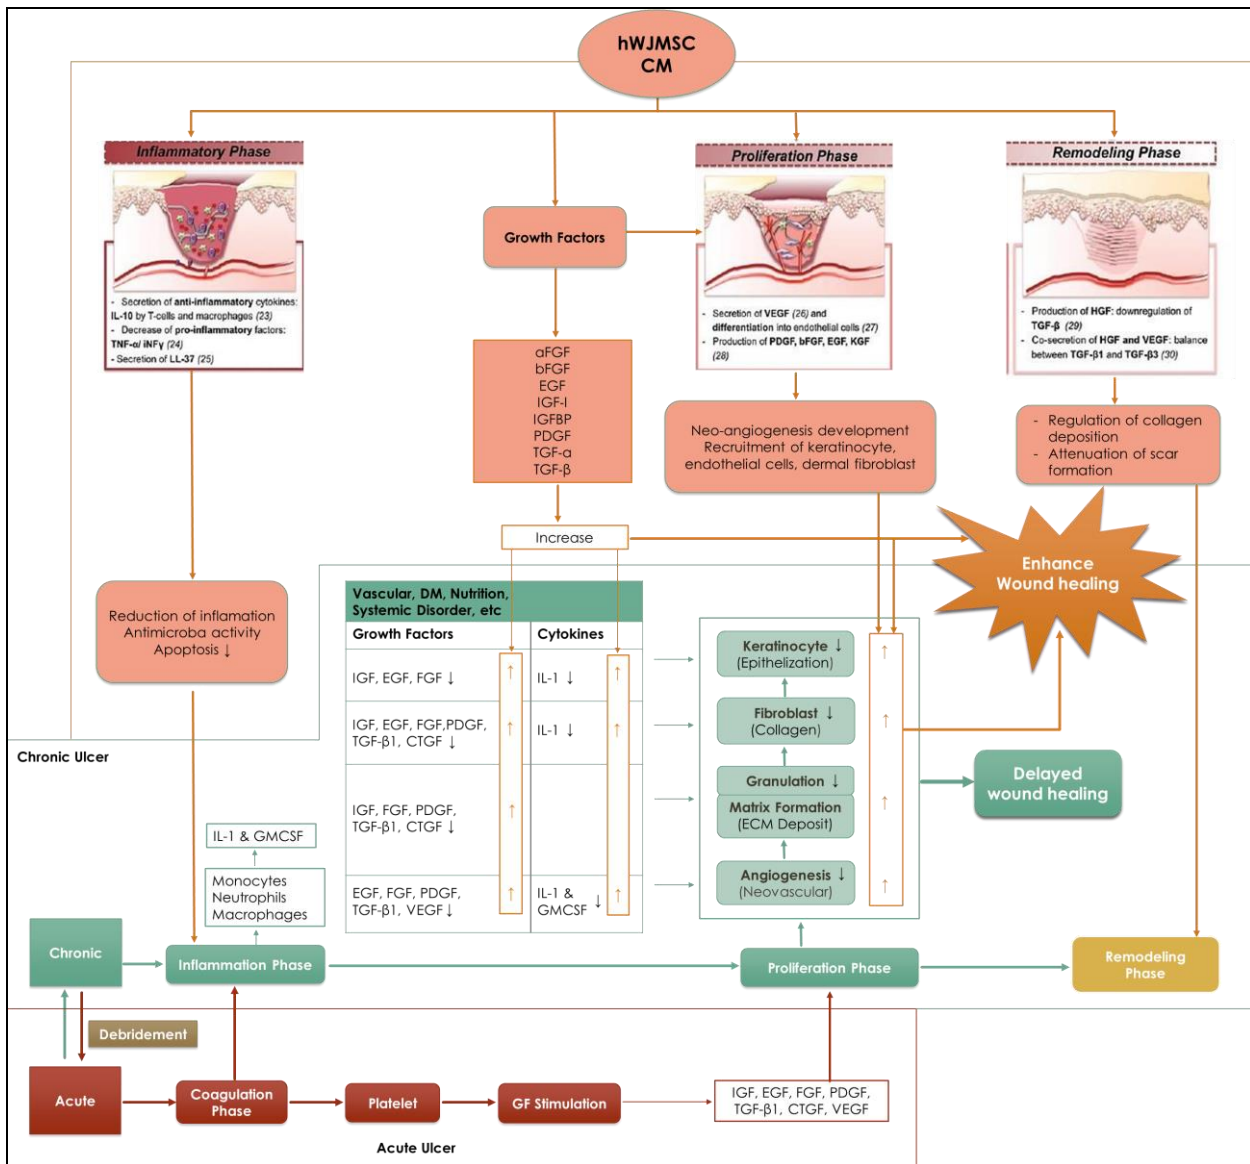 hWJMSC
CM
Inflammatory Phase
- Secretion of anti-inflammatory cytokines:
IL-10 by T-cells and macrophages (23)
- Decrease of pro-inflammatory factors:
TNF-α/ iNFγ (24)
- Secretion of LL-37 (25)
Growth Factors
Proliferation Phase
- Secretion of VEGF (26) and
differentiation into endothelial cells (27)
- Production of PDGF, bFGF, EGF, KGF
(28)
Remodeling Phase
- Production of HGF: downregulation of
TGF-β (29)
- Co-secretion of HGF and VEGF: balance
between TGF-β1 and TGF-β3 (30)
aFGF
bFGF
EGF
IGF-I
IGFBP
PDGF
TGF-α
TGF-β
Neo-angiogenesis development
Recruitment of keratinocyte,
endothelial cells, dermal fibroblast
- Regulation of collagen
deposition
- Attenuation of scar
formation
Increase
Enhance
Wound healing
Reduction of inflamation
Antimicroba activity
Apoptosis ↓
Vascular, DM, Nutrition,
Systemic Disorder, etc
Growth Factors
Cytokines
IGF, EGF, FGF ↓
↑
IL-1 ↓
↑
IGF, EGF, FGF,PDGF,
TGF-β1, CTGF ↓
↑
IL-1 ↓
↑
IGF, FGF, PDGF,
TGF-β1, CTGF ↓
↑
EGF, FGF, PDGF,
TGF-β1, VEGF ↓
↑
IL-1 &
GMCSF ↓
↑
Keratinocyte ↓
(Epithelization)
↑
Fibroblast ↓
(Collagen)
↑
Granulation ↓
Matrix Formation
(ECM Deposit)
↑
Angiogenesis ↓
(Neovascular)
↑
Delayed
wound healing
Chronic Ulcer
IL-1 & GMCSF
Monocytes
Neutrophils
Macrophages
Chronic
Inflammation Phase
Proliferation Phase
Remodeling
Phase
Debridement
Acute
Coagulation
Phase
Platelet
GF Stimulation
IGF, EGF, FGF, PDGF,
TGF-β1, CTGF, VEGF
Acute Ulcer